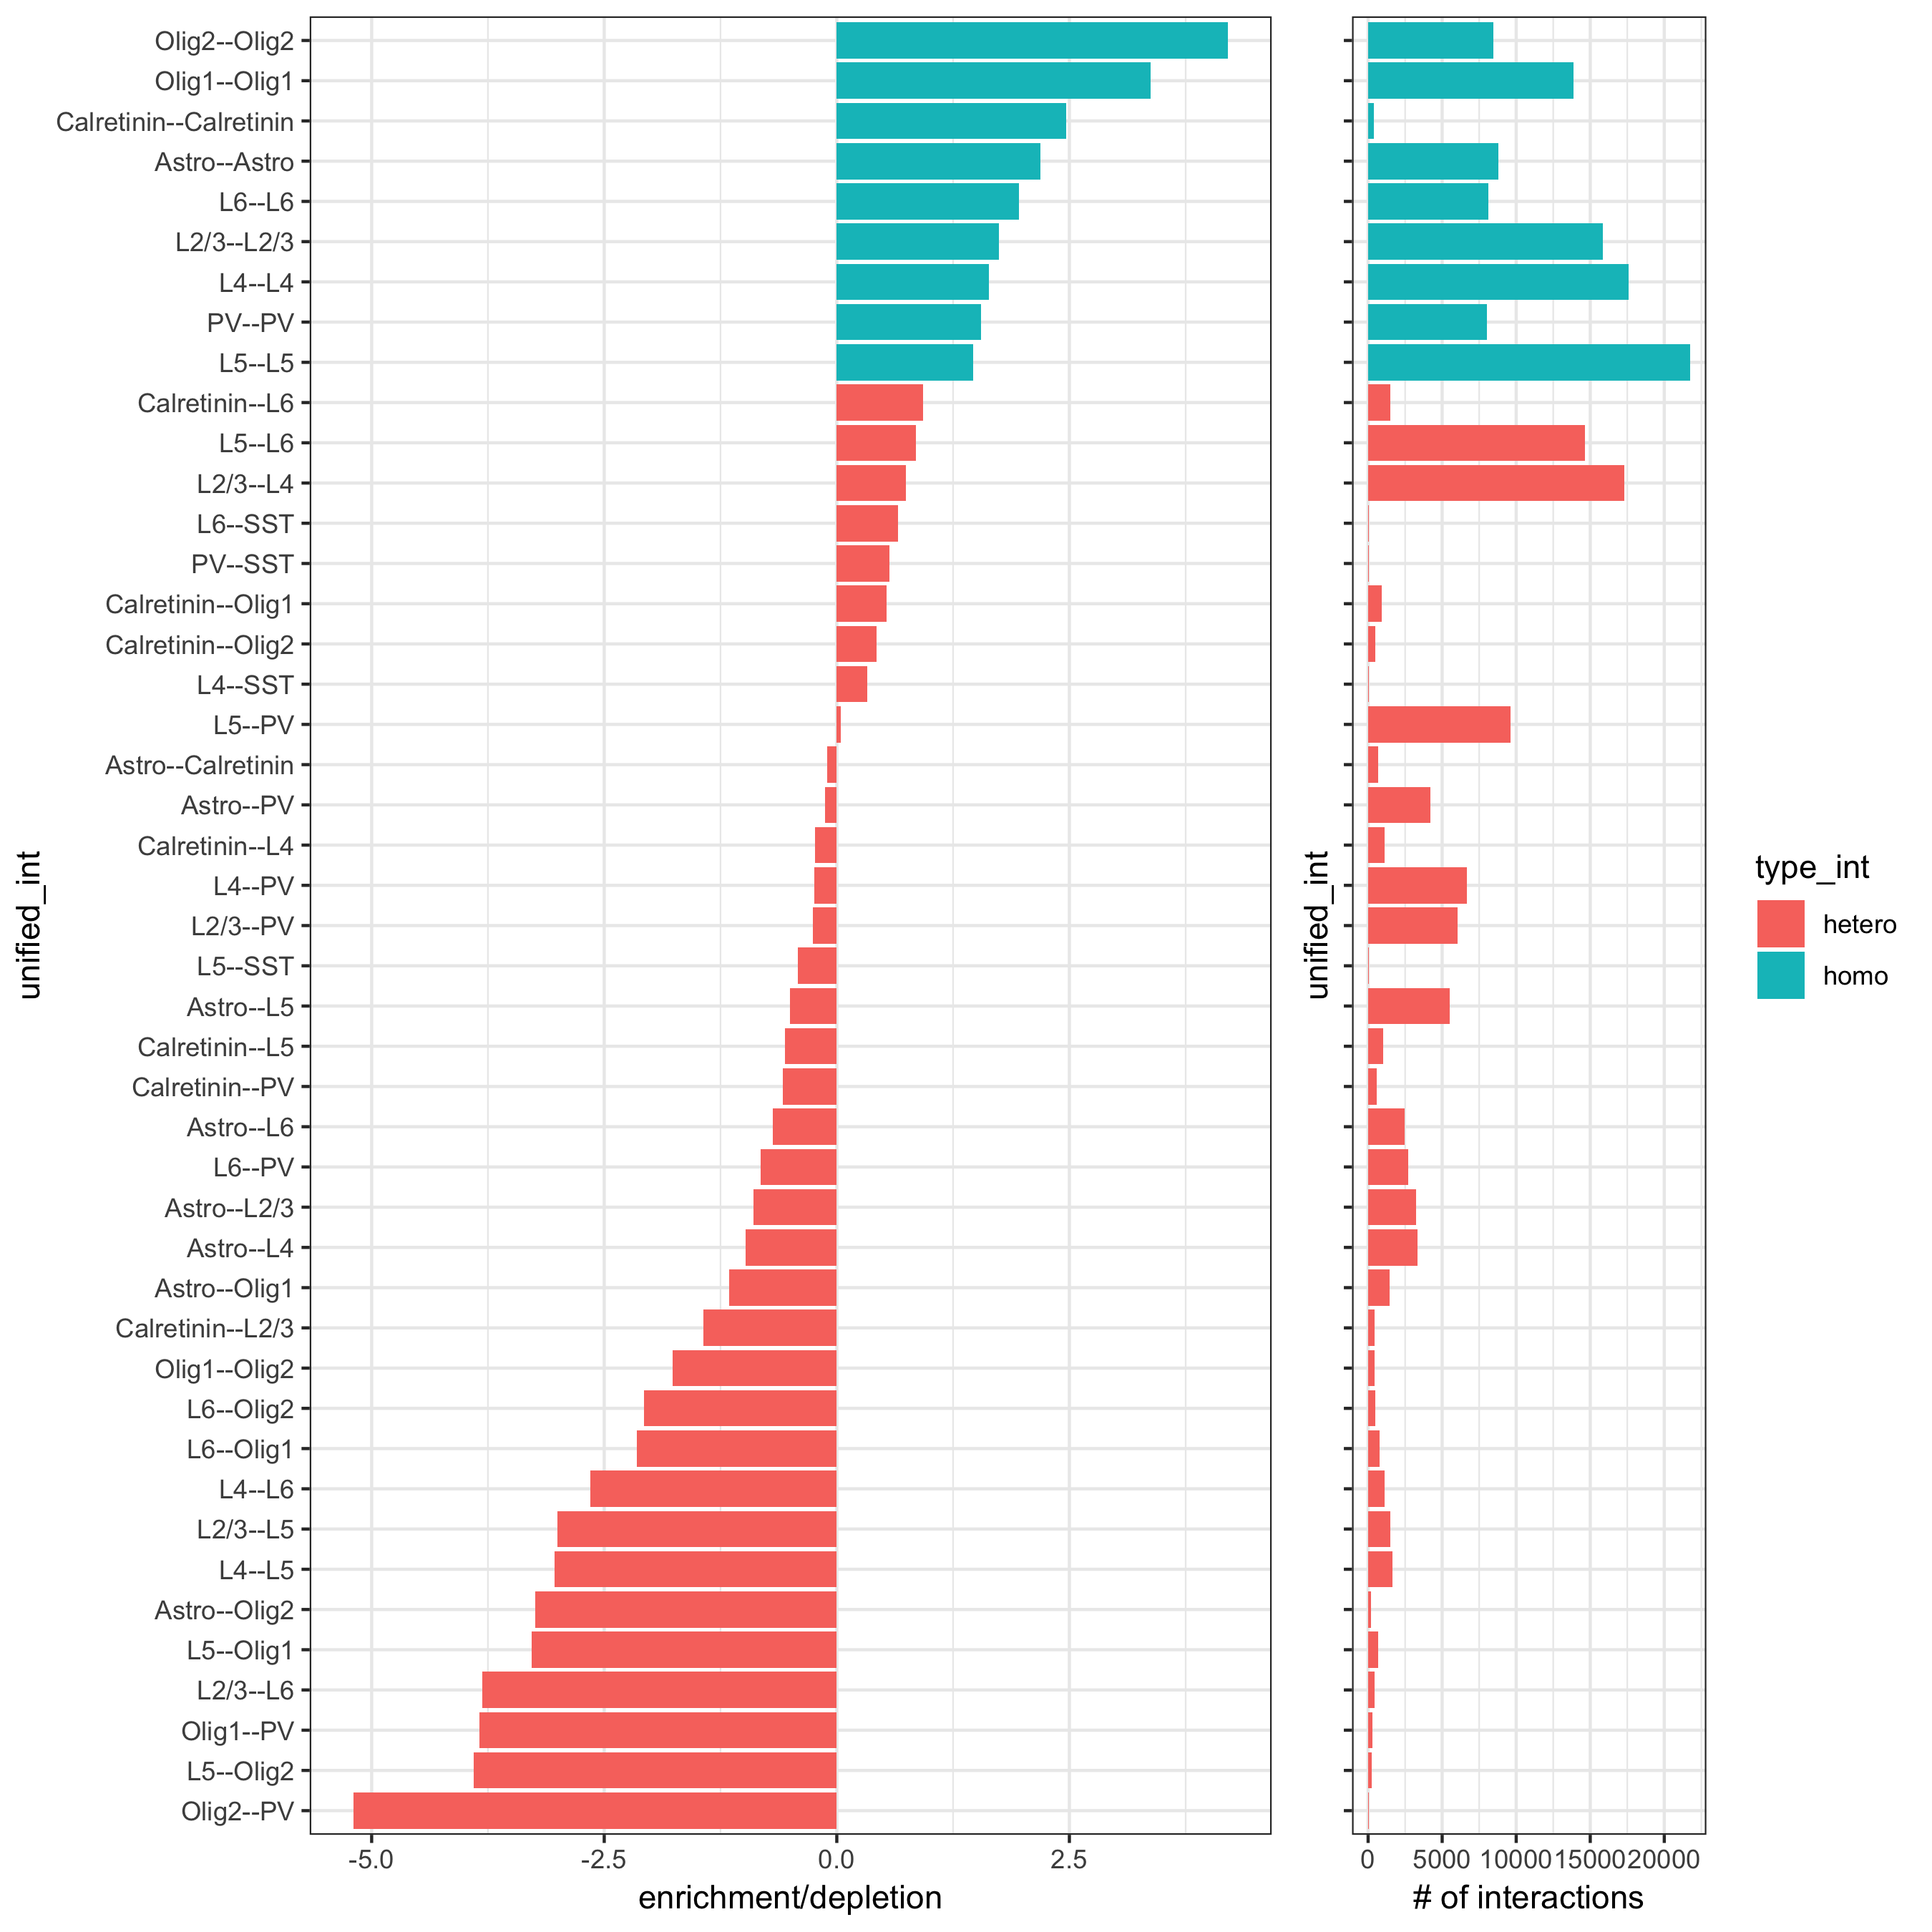 Olig2--Olig2
Olig1--Olig1
Calretinin--Calretinin
Astro--Astro
L6--L6
L2/3--L2/3
L4--L4
PV--PV
L5--L5
Calretinin--L6
L5--L6
L2/3--L4
L6--SST
PV--SST
Calretinin--Olig1
Calretinin--Olig2
L4--SST
L5--PV
Astro--Calretinin
Astro--PV
Calretinin--L4
L4--PV
L2/3--PV
L5--SST
Astro--L5
Calretinin--L5
Calretinin--PV
Astro--L6
L6--PV
Astro--L2/3
Astro--L4
Astro--Olig1
Calretinin--L2/3
Olig1--Olig2
L6--Olig2
L6--Olig1
L4--L6
L2/3--L5
L4--L5
Astro--Olig2
L5--Olig1
L2/3--L6
Olig1--PV
L5--Olig2
Olig2--PV
unified_int
-5.0 -2.5 0.0 2.5
enrichment/depletion
unified_int
0 5000 10000 15000 20000
# of interactions
type_int
hetero
homo